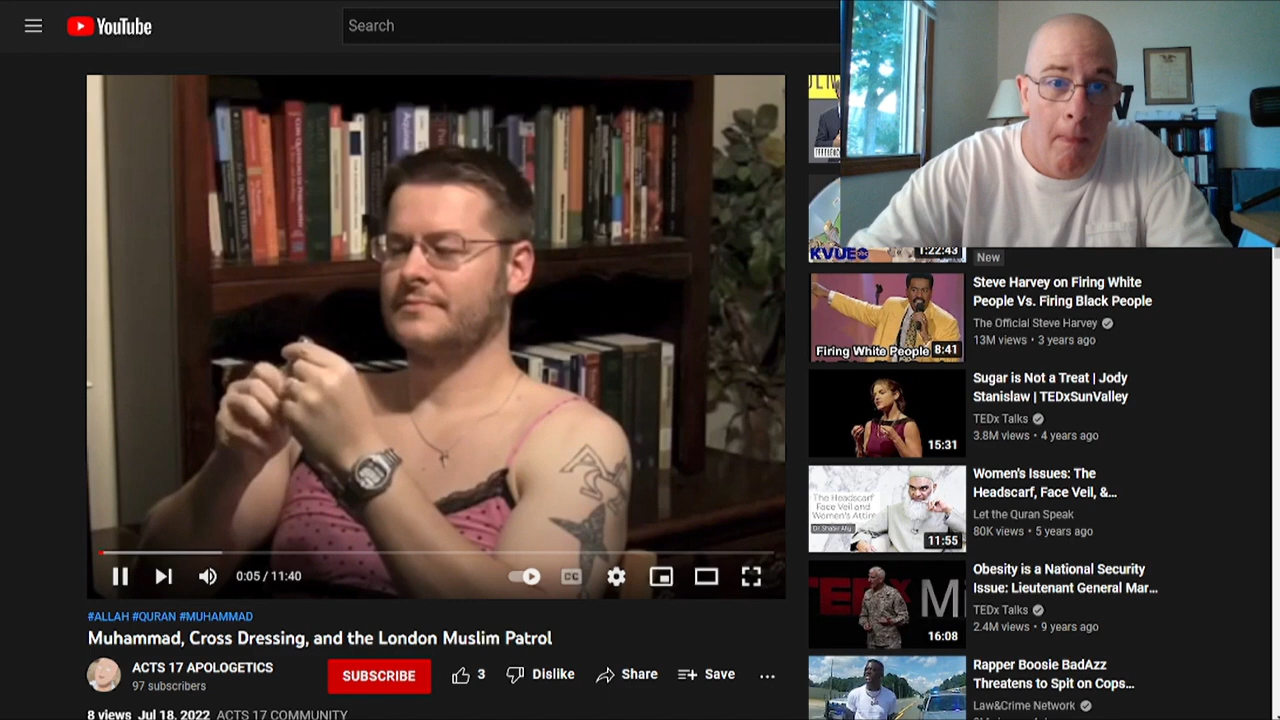 YouTube
Search
0:05 / 11:40
CC
#ALLAH #QURAN #MUHAMMAD
Muhammad, Cross Dressing, and the London Muslim Patrol
ACTS 17 APOLOGETICS
97 subscribers
SUBSCRIBE
3
Dislike
Share
Save
8 views Jul 18, 2022 ACTS 17 COMMUNITY
KVUE
1:22:43
New
Firing White People
8:41
Steve Harvey on Firing White
People Vs. Firing Black People
The Official Steve Harvey
13M views • 3 years ago
15:31
Sugar is Not a Treat | Jody
Stanislaw | TEDxSunValley
TEDx Talks
3.8M views • 4 years ago
The Headscarf,
Face Veil and
Women's Attire
Dr. Shabir Ally
11:55
Women's Issues: The
Headscarf, Face Veil, &...
Let the Quran Speak
80K views • 5 years ago
TEDx Mi
16:08
Obesity is a National Security
Issue: Lieutenant General Mar...
TEDx Talks
2.4M views • 9 years ago
Rapper Boosie BadAzz
Threatens to Spit on Cops...
Law&Crime Network